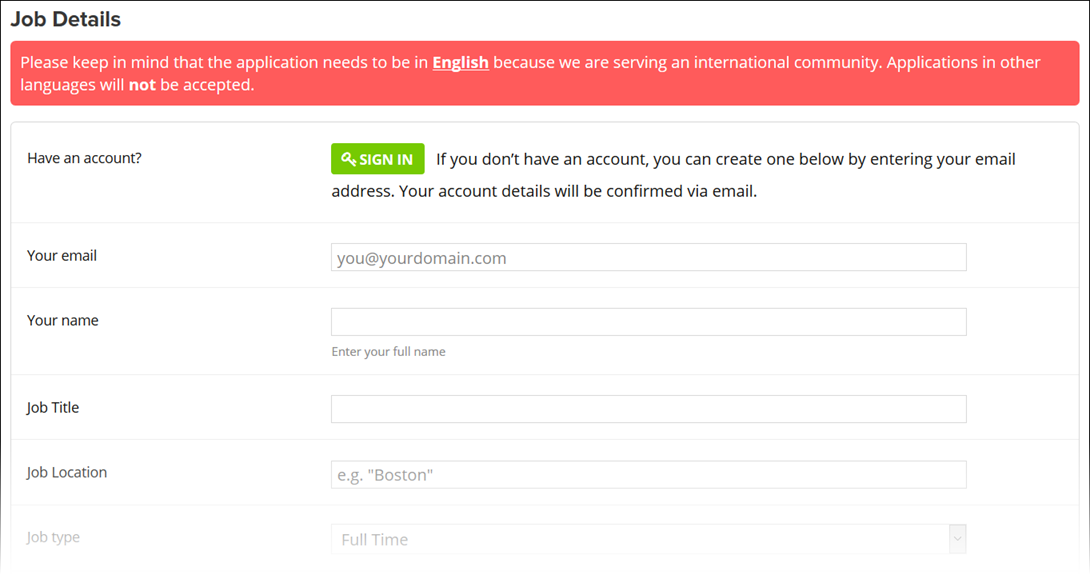 Job Details
Please keep in mind that the application needs to be in English because we are serving an international community. Applications in other
languages will not be accepted.
Have an account?
SIGN IN If you don’t have an account, you can create one below by entering your email
address. Your account details will be confirmed via email.
Your email
you@yourdomain.com
Your name
Enter your full name
Job Title
Job Location
e.g. "Boston"
Job type
Full Time